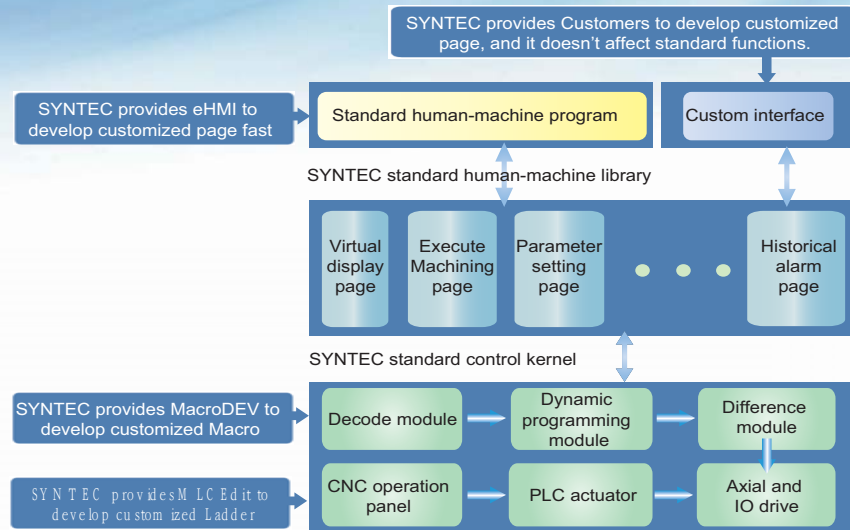 SYNTEC provides Customers to develop customized
page, and it doesn't affect standard functions.
SYNTEC provides eHMI to
develop customized page fast
Standard human-machine program
Custom interface
SYNTEC standard human-machine library
Virtual
display
page
Execute
Machining
page
Parameter
setting
page
Historical
alarm
page
SYNTEC standard control kernel
SYNTEC provides MacroDEV to
develop customized Macro
Decode module
Dynamic
programming
module
Difference
module
SYNTEC provides MLCEdit to
develop customized Ladder
CNC operation
panel
PLC actuator
Axial and
IO drive